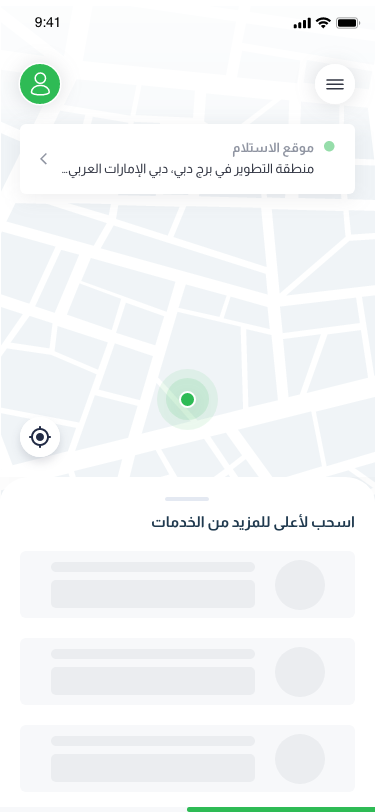 9:41
موقع الاستلام
منطقة التطوير في برج دبي، دبي الإمارات العربي...
اسحب لأعلى للمزيد من الخدمات